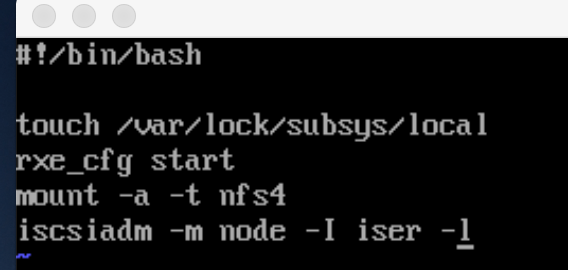 #!/bin/bash
touch /var/lock/subsys/local
rxe_cfg start
mount -a -t nfs4
iscsiadm -m node -I iser -l
~